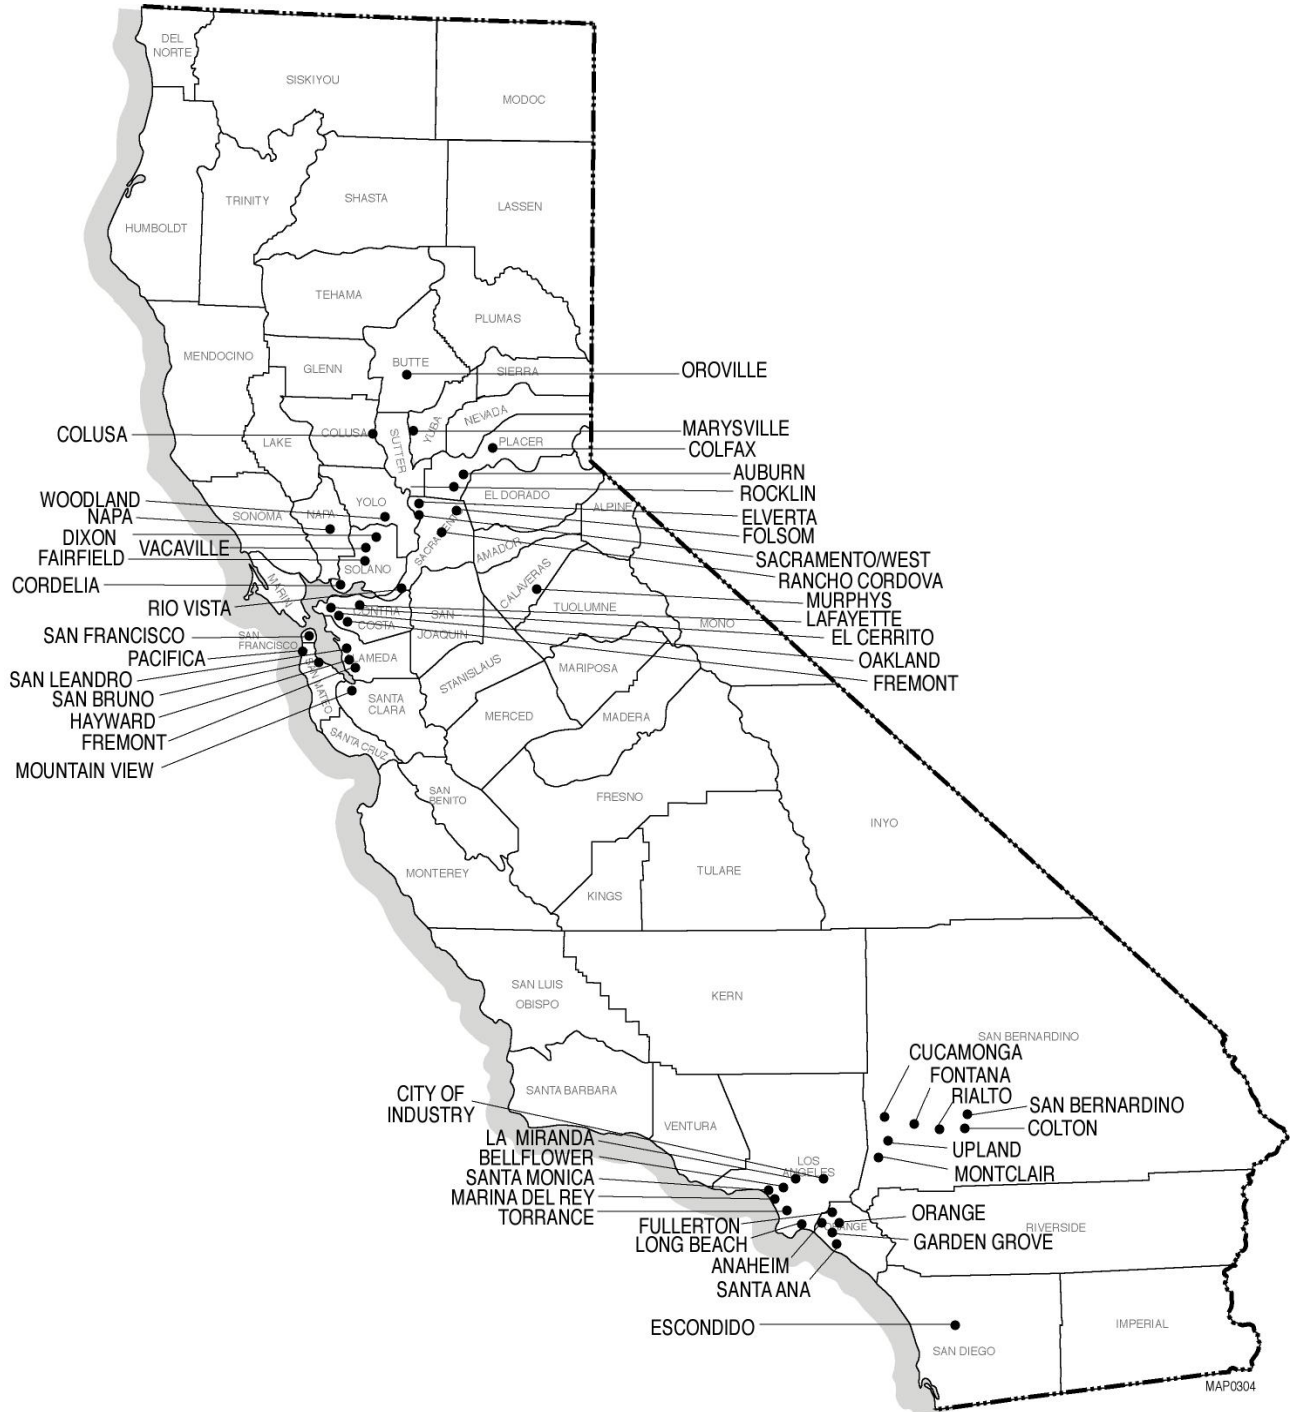 DEL
NORTE
SISKIYOU
MODOC
TRINITY
SHASTA
LASSEN
HUMBOLDT
TEHAMA
PLUMAS
MENDOCINO
GLENN
BUTTE
SIERRA
OROVILLE
COLUSA
LAKE
COLUSA
SUTTER
YUBA
NEVADA
PLACER
MARYSVILLE
COLFAX
AUBURN
ROCKLIN
ELVERTA
FOLSOM
SACRAMENTO/WEST
RANCHO CORDOVA
MURPHYS
LAFAYETTE
EL CERRITO
OAKLAND
FREMONT
WOODLAND
NAPA
DIXON
VACAVILLE
FAIRFIELD
CORDELIA
RIO VISTA
SAN FRANCISCO
PACIFICA
SAN LEANDRO
SAN BRUNO
HAYWARD
FREMONT
MOUNTAIN VIEW
SONOMA
NAPA
YOLO
EL DORADO
ALPINE
SACRAMENTO
AMADOR
SOLANO
CALAVERAS
MARIN
CONTRA
COSTA
SAN
JOAQUIN
TUOLUMNE
MONO
SAN
FRANCISCO
ALAMEDA
SAN MATEO
STANISLAUS
MARIPOSA
SANTA
CLARA
MERCED
MADERA
SANTA CRUZ
SAN
BENITO
FRESNO
INYO
MONTEREY
KINGS
TULARE
SAN LUIS
OBISPO
KERN
SAN BERNARDINO
SANTA BARBARA
VENTURA
LOS
ANGELES
CUCAMONGA
FONTANA
RIALTO
SAN BERNARDINO
COLTON
UPLAND
MONTCLAIR
CITY OF
INDUSTRY
LA MIRANDA
BELLFLOWER
SANTA MONICA
MARINA DEL REY
TORRANCE
FULLERTON
LONG BEACH
ANAHEIM
SANTA ANA
ORANGE
ORANGE
GARDEN GROVE
RIVERSIDE
ESCONDIDO
SAN DIEGO
IMPERIAL
MAP0304